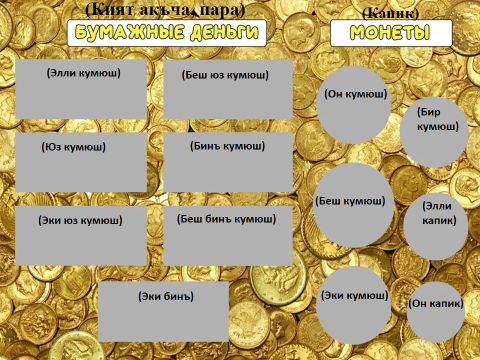 (Кият акъча,пара)
(Капик)
БУМАЖНЫЕ ДЕНЬГИ
МОНЕТЫ
(Элли кумюш)
(Беш юз кумюш)
(Он кумюш)
(Бир
кумюш)
(Юз кумюш)
(Бинъ кумюш)
(Беш кумюш)
(Элли
капик)
(Эки юз кумюш)
(Беш бинъ кумюш)
(Эки бинъ)
(Эки кумюш)
(Он капик)